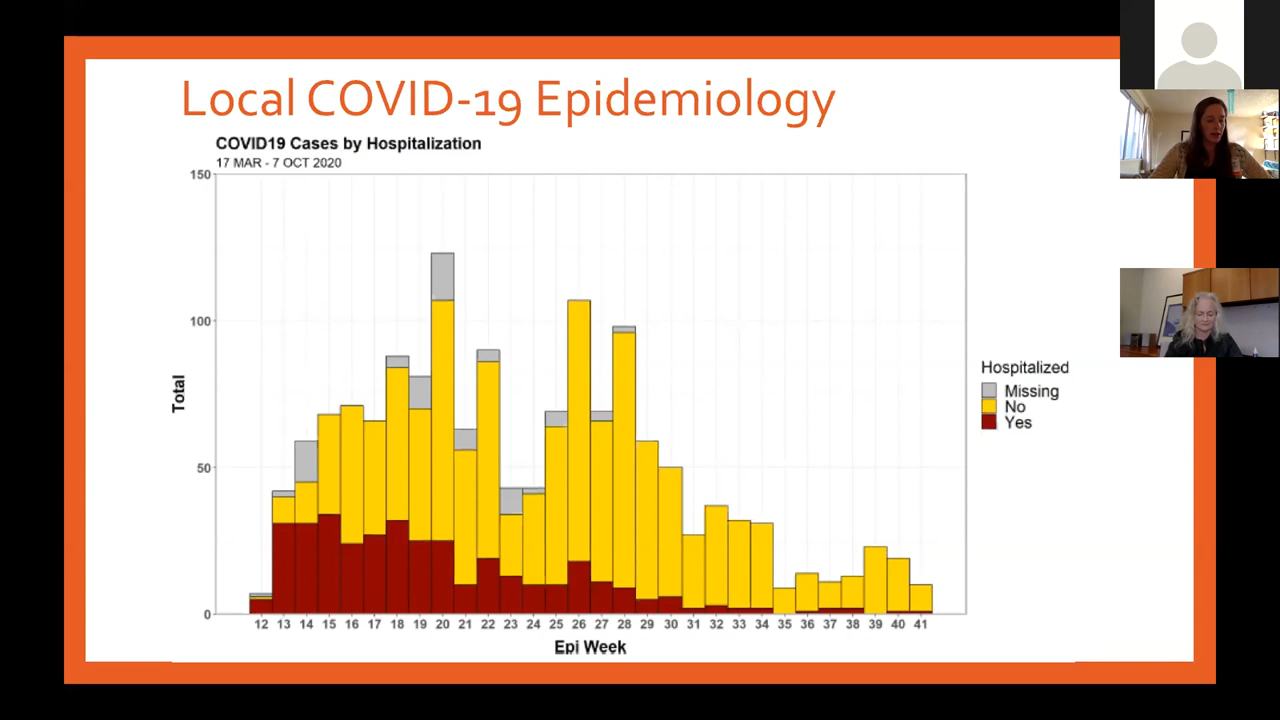 Local COVID-19 Epidemiology
COVID19 Cases by Hospitalization
17 MAR - 7 OCT 2020
150
100
50
0
Total
12 13 14 15 16 17 18 19 20 21 22 23 24 25 26 27 28 29 30 31 32 33 34 35 36 37 38 39 40 41
Epi Week
Hospitalized
Missing
No
Yes